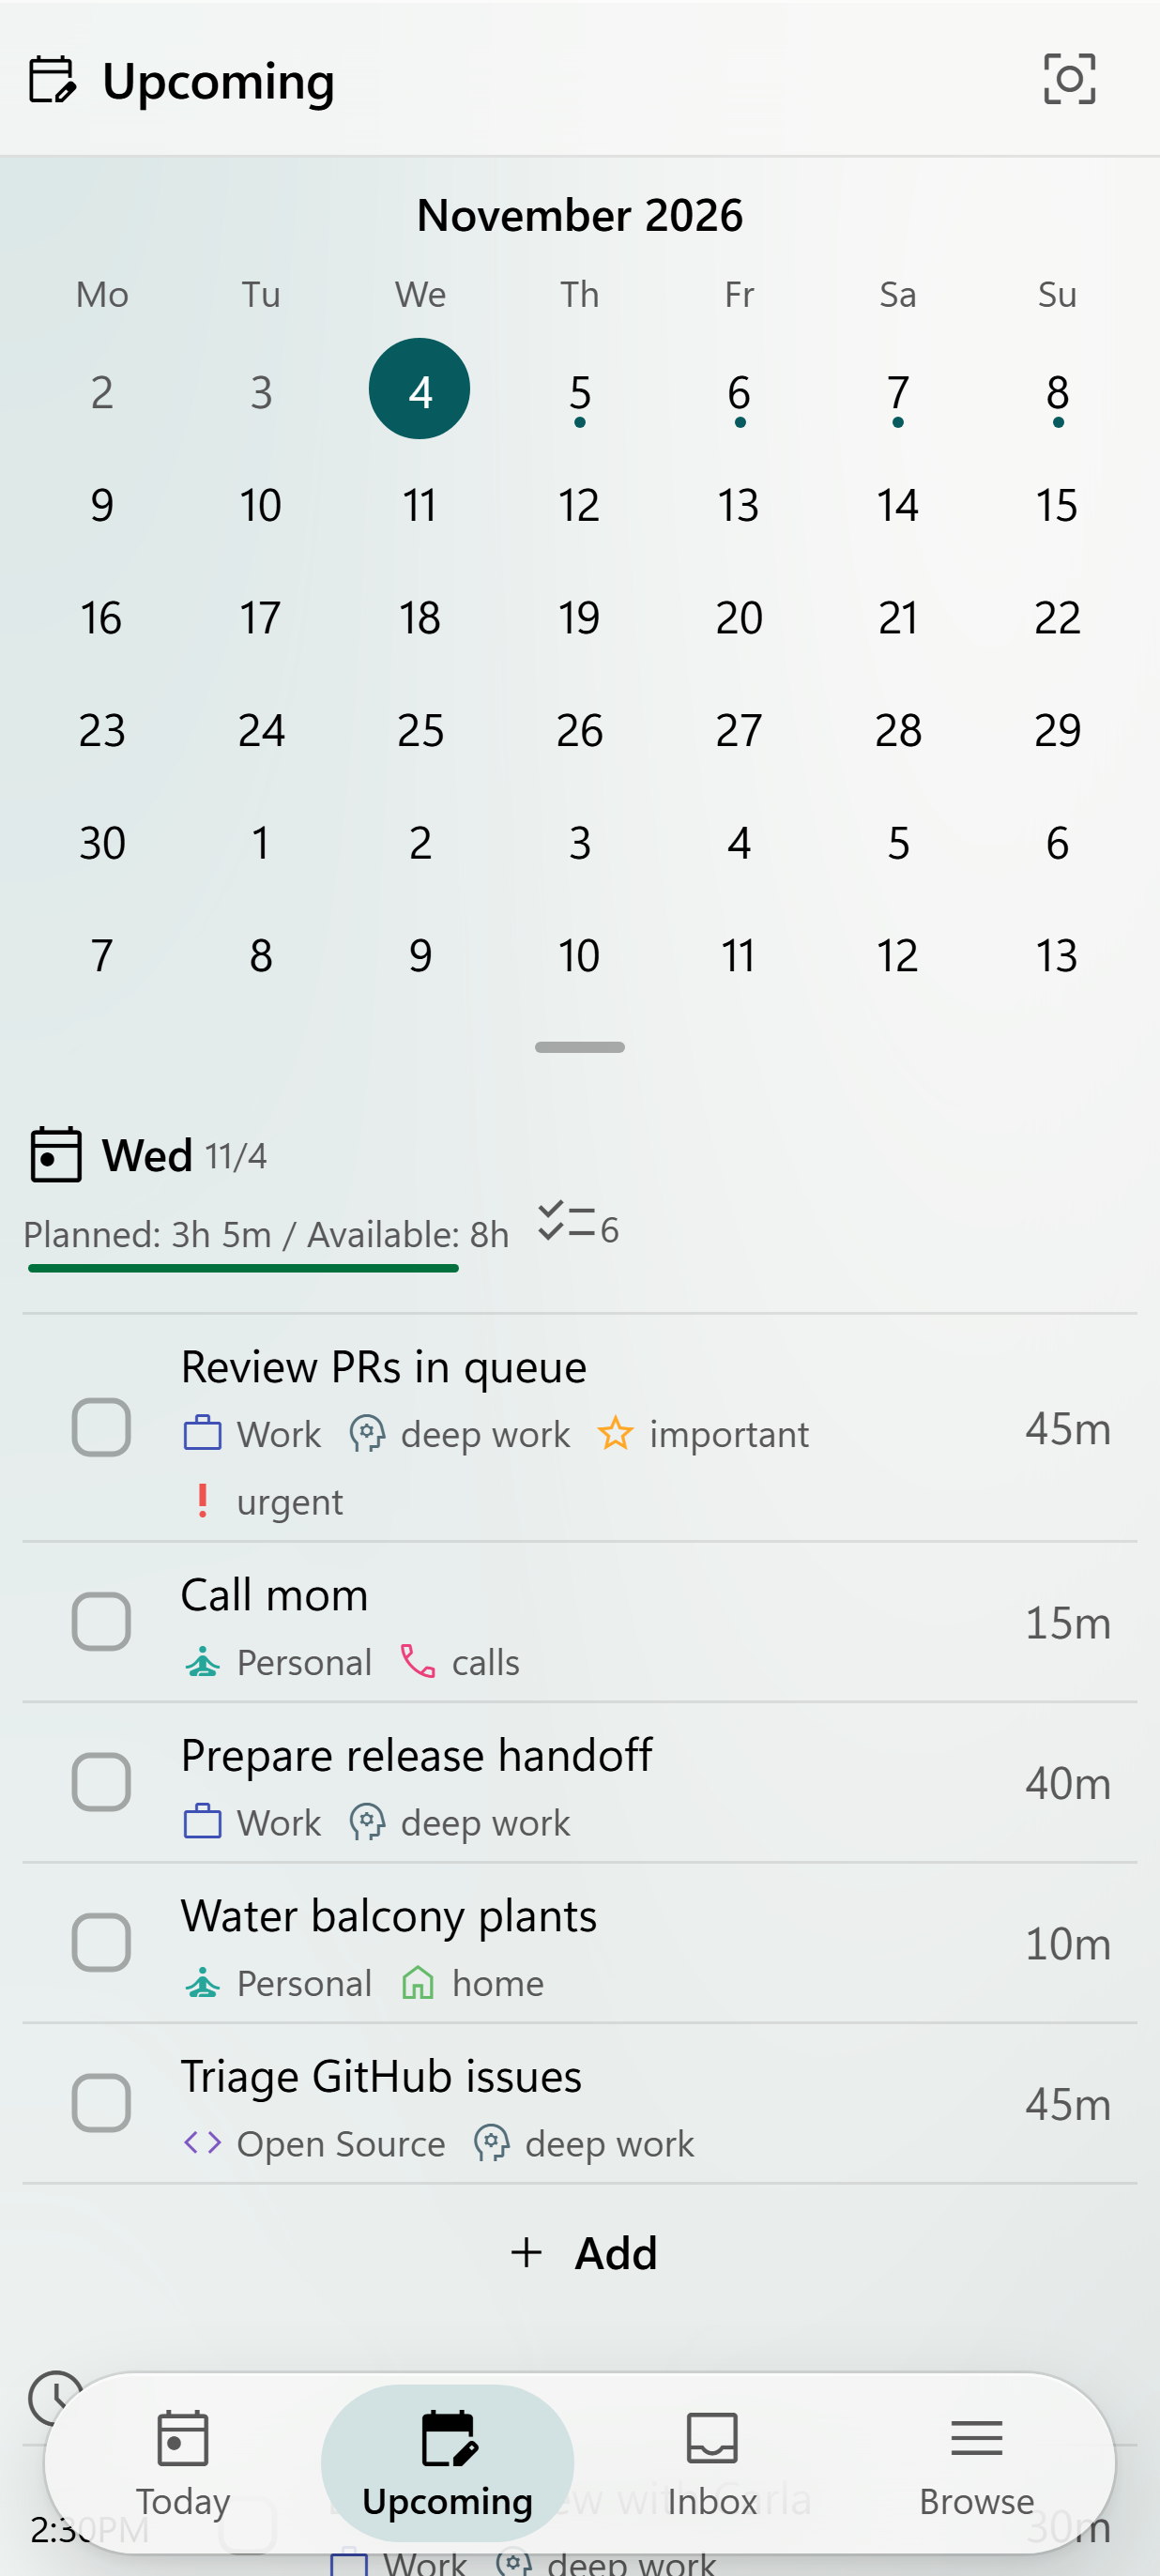 Upcoming
November 2026
Mo Tu We Th Fr Sa Su
2 3 4 5 6 7 8
9 10 11 12 13 14 15
16 17 18 19 20 21 22
23 24 25 26 27 28 29
30 1 2 3 4 5 6
7 8 9 10 11 12 13
Wed 11/4
Planned: 3h 5m / Available: 8h 6
Review PRs in queue
Work deep work important
45m
urgent
Call mom
15m
Personal calls
Prepare release handoff
40m
Work deep work
Water balcony plants
10m
Personal home
Triage GitHub issues
45m
Open Source deep work
+ Add
Today Upcoming Inbox Browse
with Carla
2:30PM
30m
Work deep work